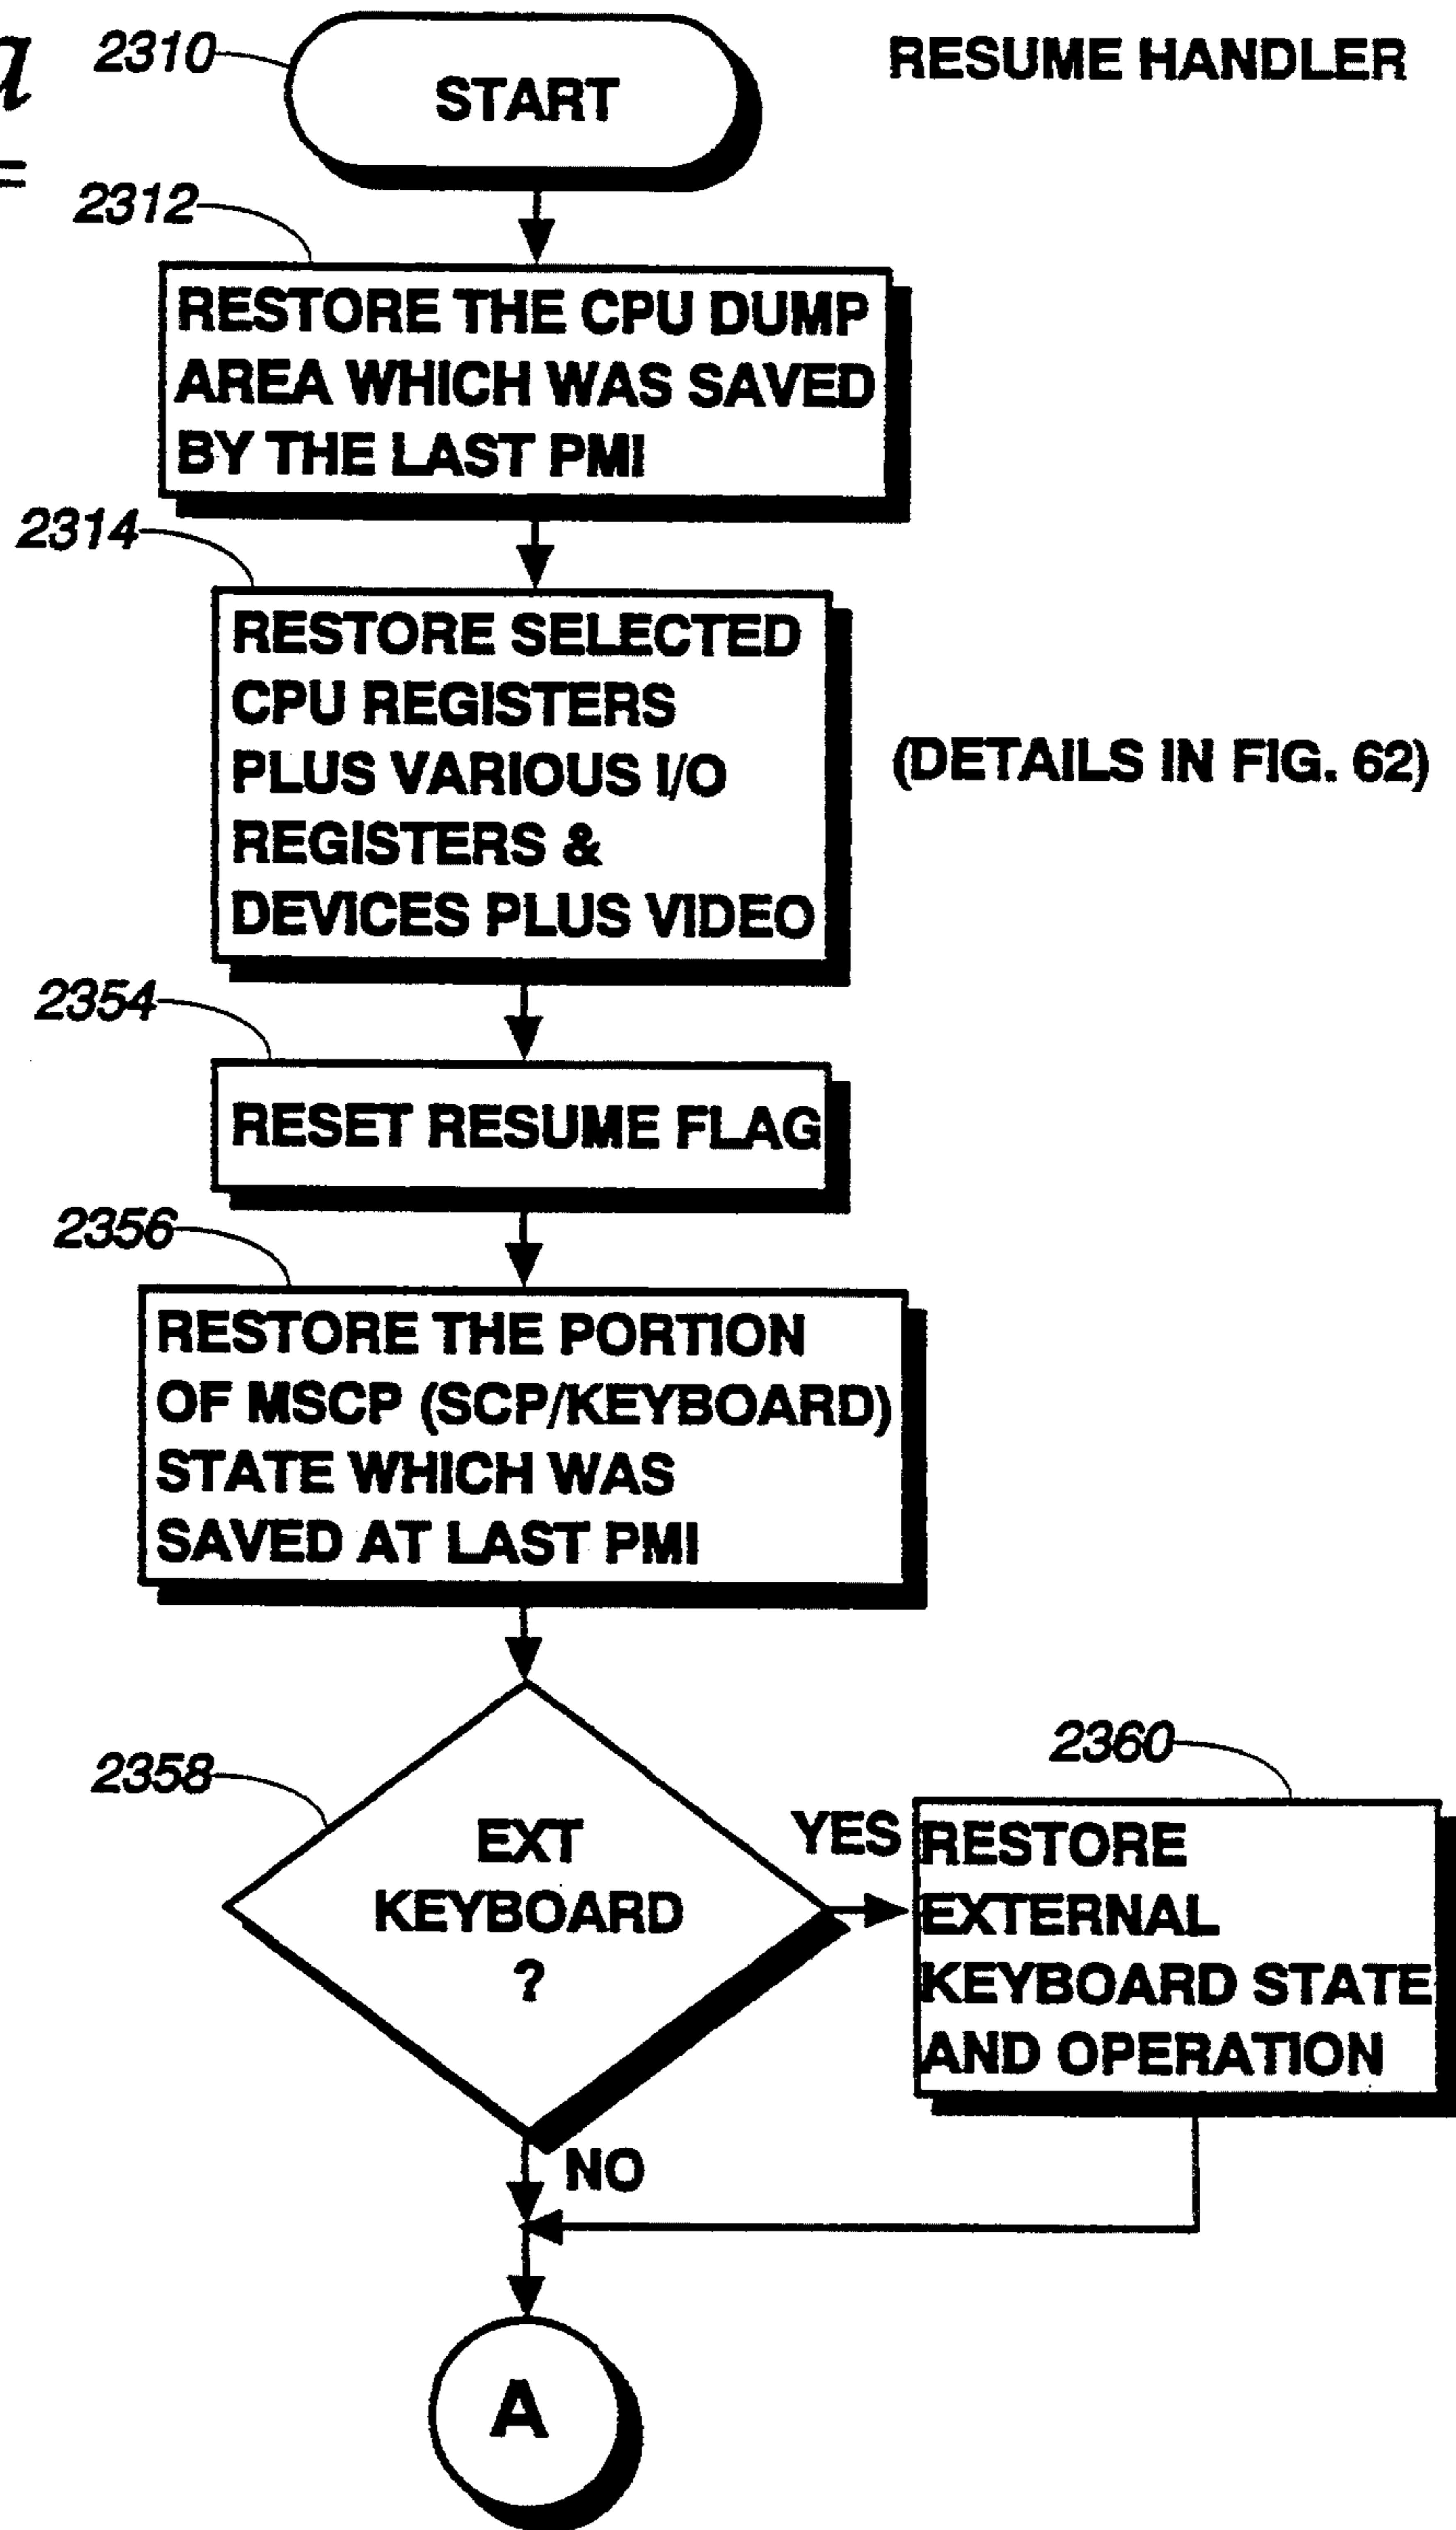 a
2310
START
RESUME HANDLER
2312
RESTORE THE CPU DUMP
AREA WHICH WAS SAVED
BY THE LAST PMI
2314
RESTORE SELECTED
CPU REGISTERS
PLUS VARIOUS I/O
REGISTERS &
DEVICES PLUS VIDEO
(DETAILS IN FIG. 62)
2354
RESET RESUME FLAG
2356
RESTORE THE PORTION
OF MSCP (SCP/KEYBOARD)
STATE WHICH WAS
SAVED AT LAST PMI
2358
EXT
KEYBOARD
?
YES
2360
RESTORE
EXTERNAL
KEYBOARD STATE
AND OPERATION
NO
A